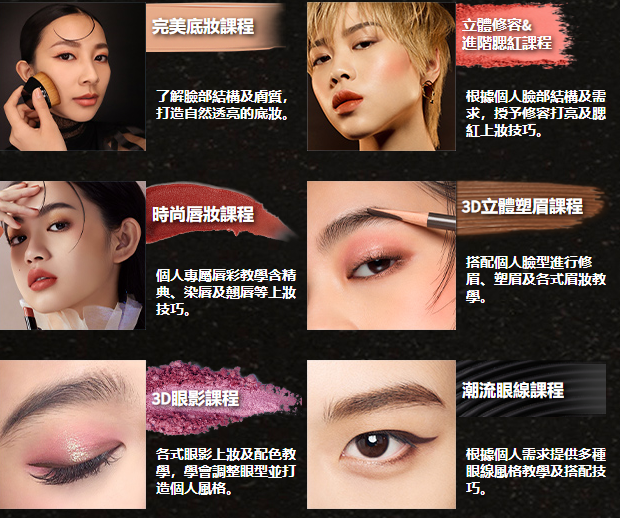 完美底妝課程
了解臉部結構及膚質，
打造自然透亮的底妝。
立體修容&
進階腮紅課程
根據個人臉部結構及需
求，授予修容打亮及腮
紅上妝技巧。
時尚唇妝課程
個人專屬唇彩教學含精
典、染唇及翹唇等上妝
技巧。
3D立體塑眉課程
搭配個人臉型進行修
眉、塑眉及各式眉妝教
學。
3D眼影課程
各式眼影上妝及配色教
學，學會調整眼型並打
造個人風格。
潮流眼線課程
根據個人需求提供多種
眼線風格教學及搭配技
巧。